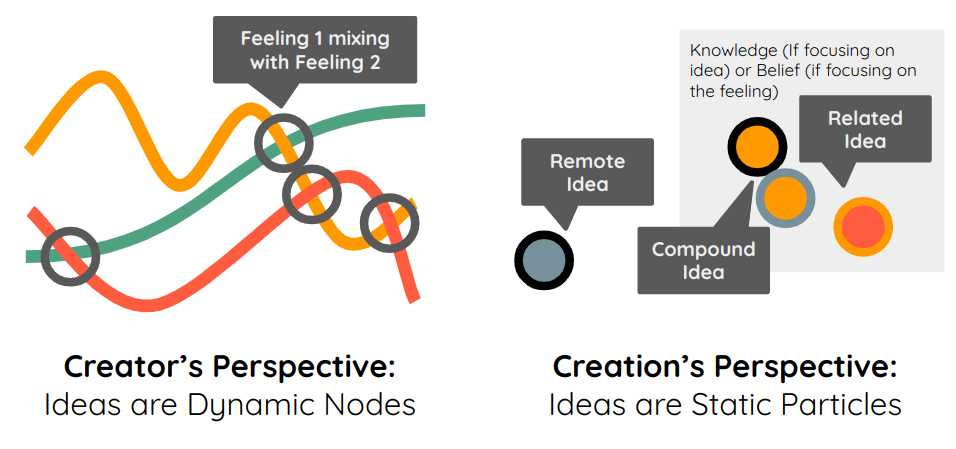 Feeling 1 mixing
with Feeling 2
Knowledge (If focusing on
idea) or Belief (if focusing on
the feeling)
Related
Idea
Remote
Idea
Compound
Idea
Creator’s Perspective:
Ideas are Dynamic Nodes
Creation’s Perspective:
Ideas are Static Particles